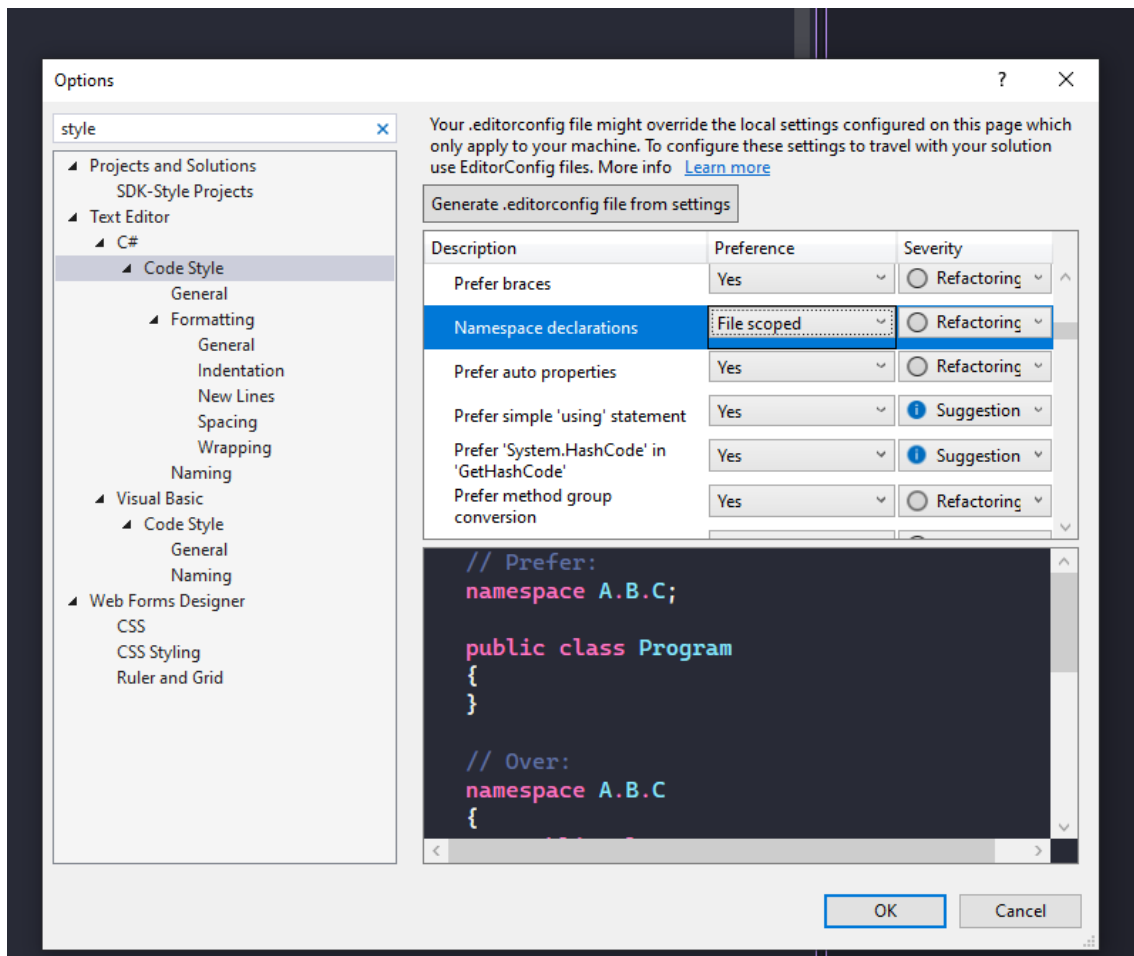 Options
?
style
Projects and Solutions
SDK-Style Projects
Text Editor
C#
Code Style
General
Formatting
General
Indentation
New Lines
Spacing
Wrapping
Naming
Visual Basic
Code Style
General
Naming
Web Forms Designer
CSS
CSS Styling
Ruler and Grid
Your .editorconfig file might override the local settings configured on this page which
only apply to your machine. To configure these settings to travel with your solution
use EditorConfig files. More info Learn more
Generate .editorconfig file from settings
Description Preference Severity
Prefer braces Yes Refactoring
Namespace declarations File scoped Refactoring
Prefer auto properties Yes Refactoring
Prefer simple 'using' statement Yes Suggestion
Prefer 'System.HashCode' in
'GetHashCode' Yes Suggestion
Prefer method group
conversion Yes Refactoring
// Prefer:
namespace A.B.C;
public class Program
{
}
// Over:
namespace A.B.C
{
OK Cancel